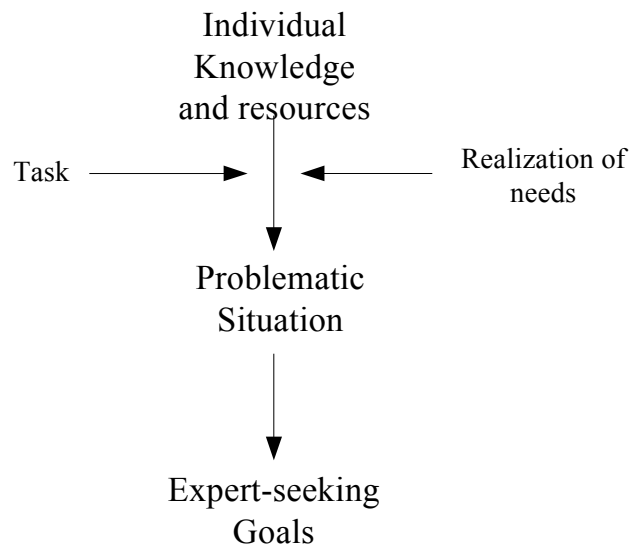 Individual
Knowledge
and resources
Task
Realization of
needs
Problematic
Situation
Expert-seeking
Goals